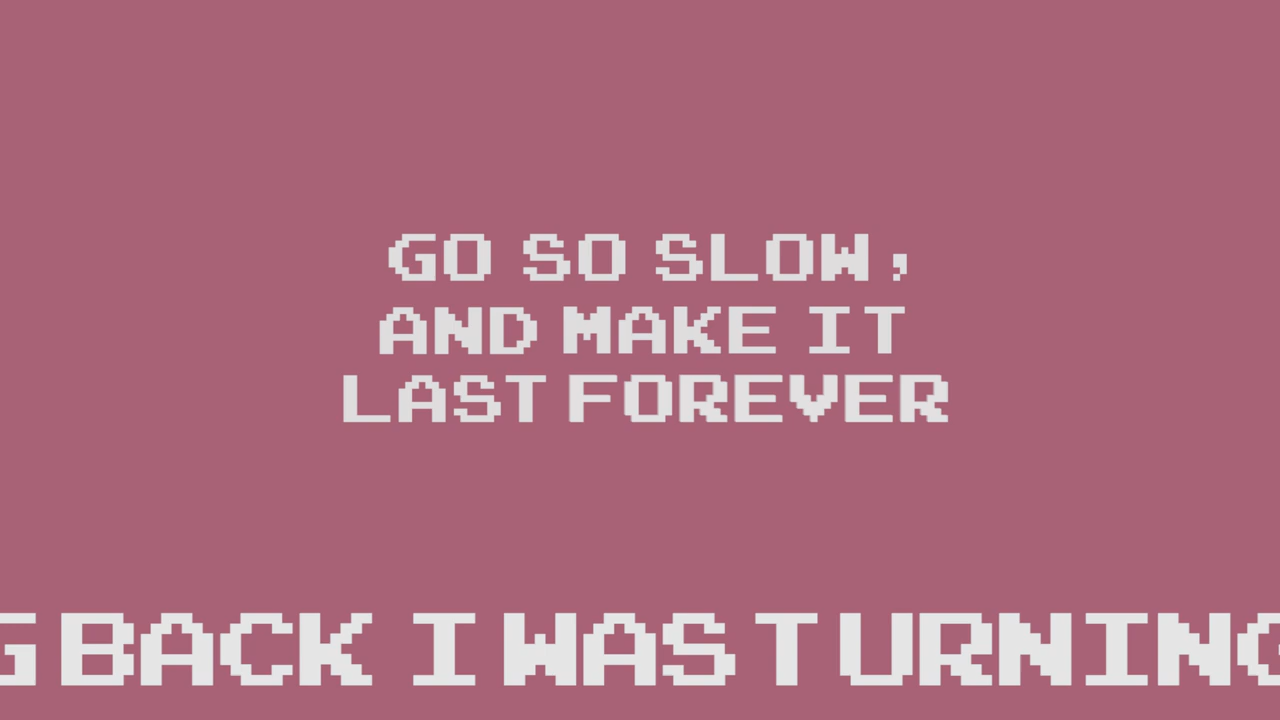 GO SO SLOW,
AND MAKE IT
LAST FOREVER
G BACK I WAS TURNING